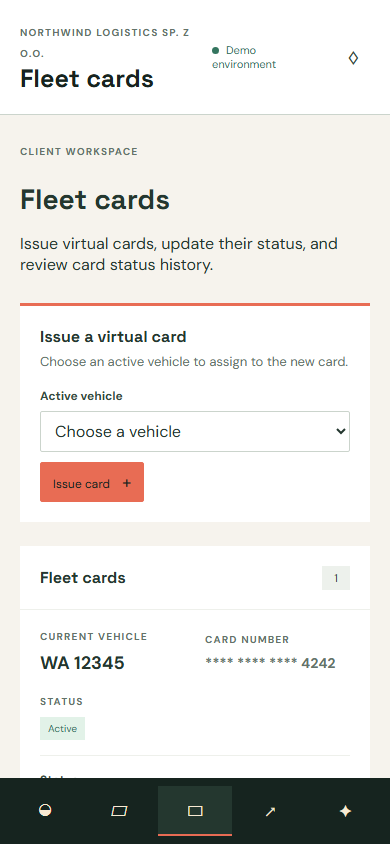 NORTHWIND LOGISTICS SP. Z
O.O.
Fleet cards
Demo
environment
CLIENT WORKSPACE
Fleet cards
Issue virtual cards, update their status, and
review card status history.
Issue a virtual card
Choose an active vehicle to assign to the new card.
Active vehicle
Choose a vehicle
Issue card +
Fleet cards
1
CURRENT VEHICLE
CARD NUMBER
WA 12345
**** **** **** 4242
STATUS
Active